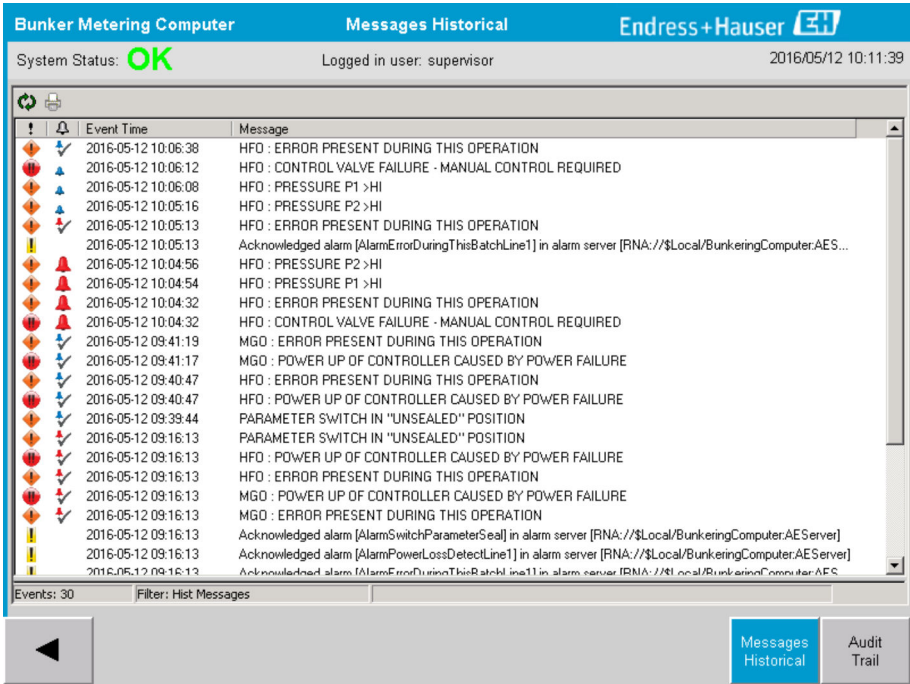 Bunker Metering Computer Messages Historical Endress+Hauser EH
System Status: OK Logged in user: supervisor 2016/05/12 10:11:39
! Event Time Message
2016-05-12 10:06:38 HFO : ERROR PRESENT DURING THIS OPERATION
2016-05-12 10:06:12 HFO : CONTROL VALVE FAILURE - MANUAL CONTROL REQUIRED
2016-05-12 10:06:08 HFO : PRESSURE P1 >HI
2016-05-12 10:05:16 HFO : PRESSURE P2 >HI
2016-05-12 10:05:13 HFO : ERROR PRESENT DURING THIS OPERATION
2016-05-12 10:05:13 Acknowledged alarm [AlarmErrorDuringThisBatchLine1] in alarm server [RNA://$Local/BunkeringComputer:AES...
2016-05-12 10:04:56 HFO : PRESSURE P2 >HI
2016-05-12 10:04:54 HFO : PRESSURE P1 >HI
2016-05-12 10:04:32 HFO : ERROR PRESENT DURING THIS OPERATION
2016-05-12 10:04:32 HFO : CONTROL VALVE FAILURE - MANUAL CONTROL REQUIRED
2016-05-12 09:41:19 MGO : ERROR PRESENT DURING THIS OPERATION
2016-05-12 09:41:17 MGO : POWER UP OF CONTROLLER CAUSED BY POWER FAILURE
2016-05-12 09:40:47 HFO : ERROR PRESENT DURING THIS OPERATION
2016-05-12 09:40:47 HFO : POWER UP OF CONTROLLER CAUSED BY POWER FAILURE
2016-05-12 09:39:44 PARAMETER SWITCH IN "UNSEALED" POSITION
2016-05-12 09:16:13 PARAMETER SWITCH IN "UNSEALED" POSITION
2016-05-12 09:16:13 HFO : POWER UP OF CONTROLLER CAUSED BY POWER FAILURE
2016-05-12 09:16:13 HFO : ERROR PRESENT DURING THIS OPERATION
2016-05-12 09:16:13 MGO : POWER UP OF CONTROLLER CAUSED BY POWER FAILURE
2016-05-12 09:16:13 MGO : ERROR PRESENT DURING THIS OPERATION
2016-05-12 09:16:13 Acknowledged alarm [AlarmSwitchParameterSeal] in alarm server [RNA://$Local/BunkeringComputer:AEServer]
2016-05-12 09:16:13 Acknowledged alarm [AlarmPowerLossDetectLine1] in alarm server [RNA://$Local/BunkeringComputer:AEServer]
2016-05-12 09:16:13 Acknowledged alarm [AlarmErrorDuringThisBatchLine1] in alarm server [RNA://$Local/BunkeringComputer:AES...
Events: 30 Filter: Hist Messages
Messages Historical
Audit Trail